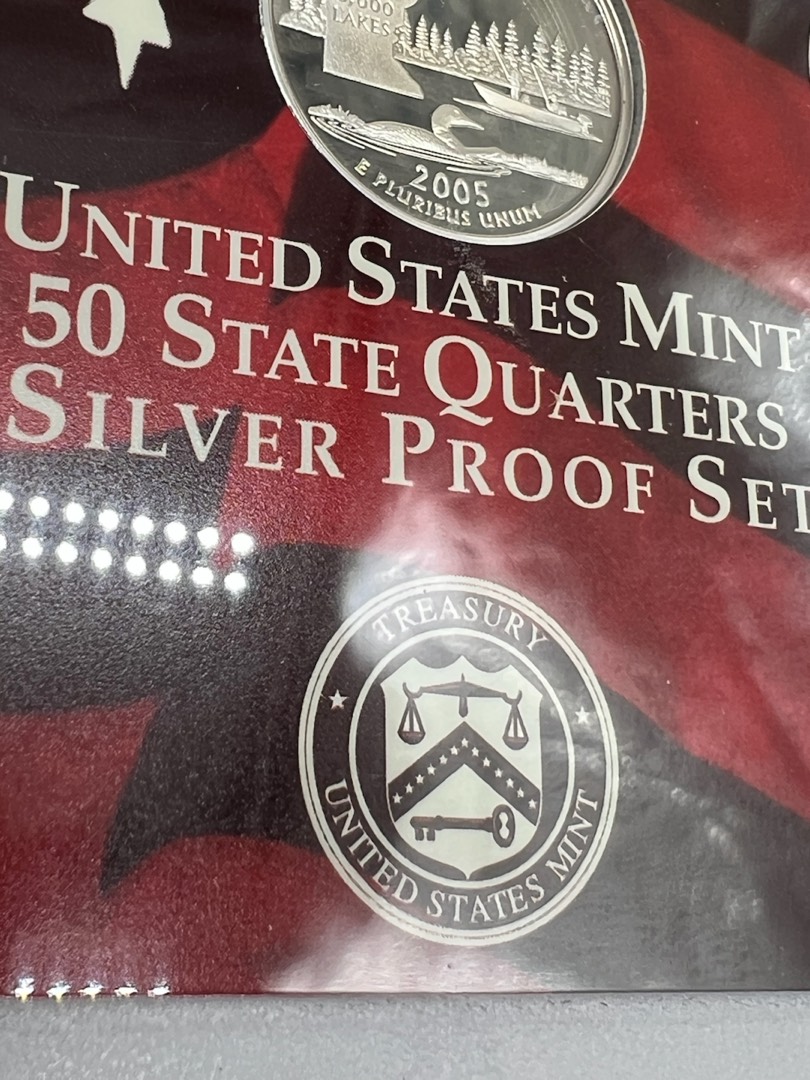 LAKES
2005
E PLURIBUS UNUM
UNITED STATES MINT
50 STATE QUARTERS
SILVER PROOF SET
TREASURY
UNITED STATES MINT